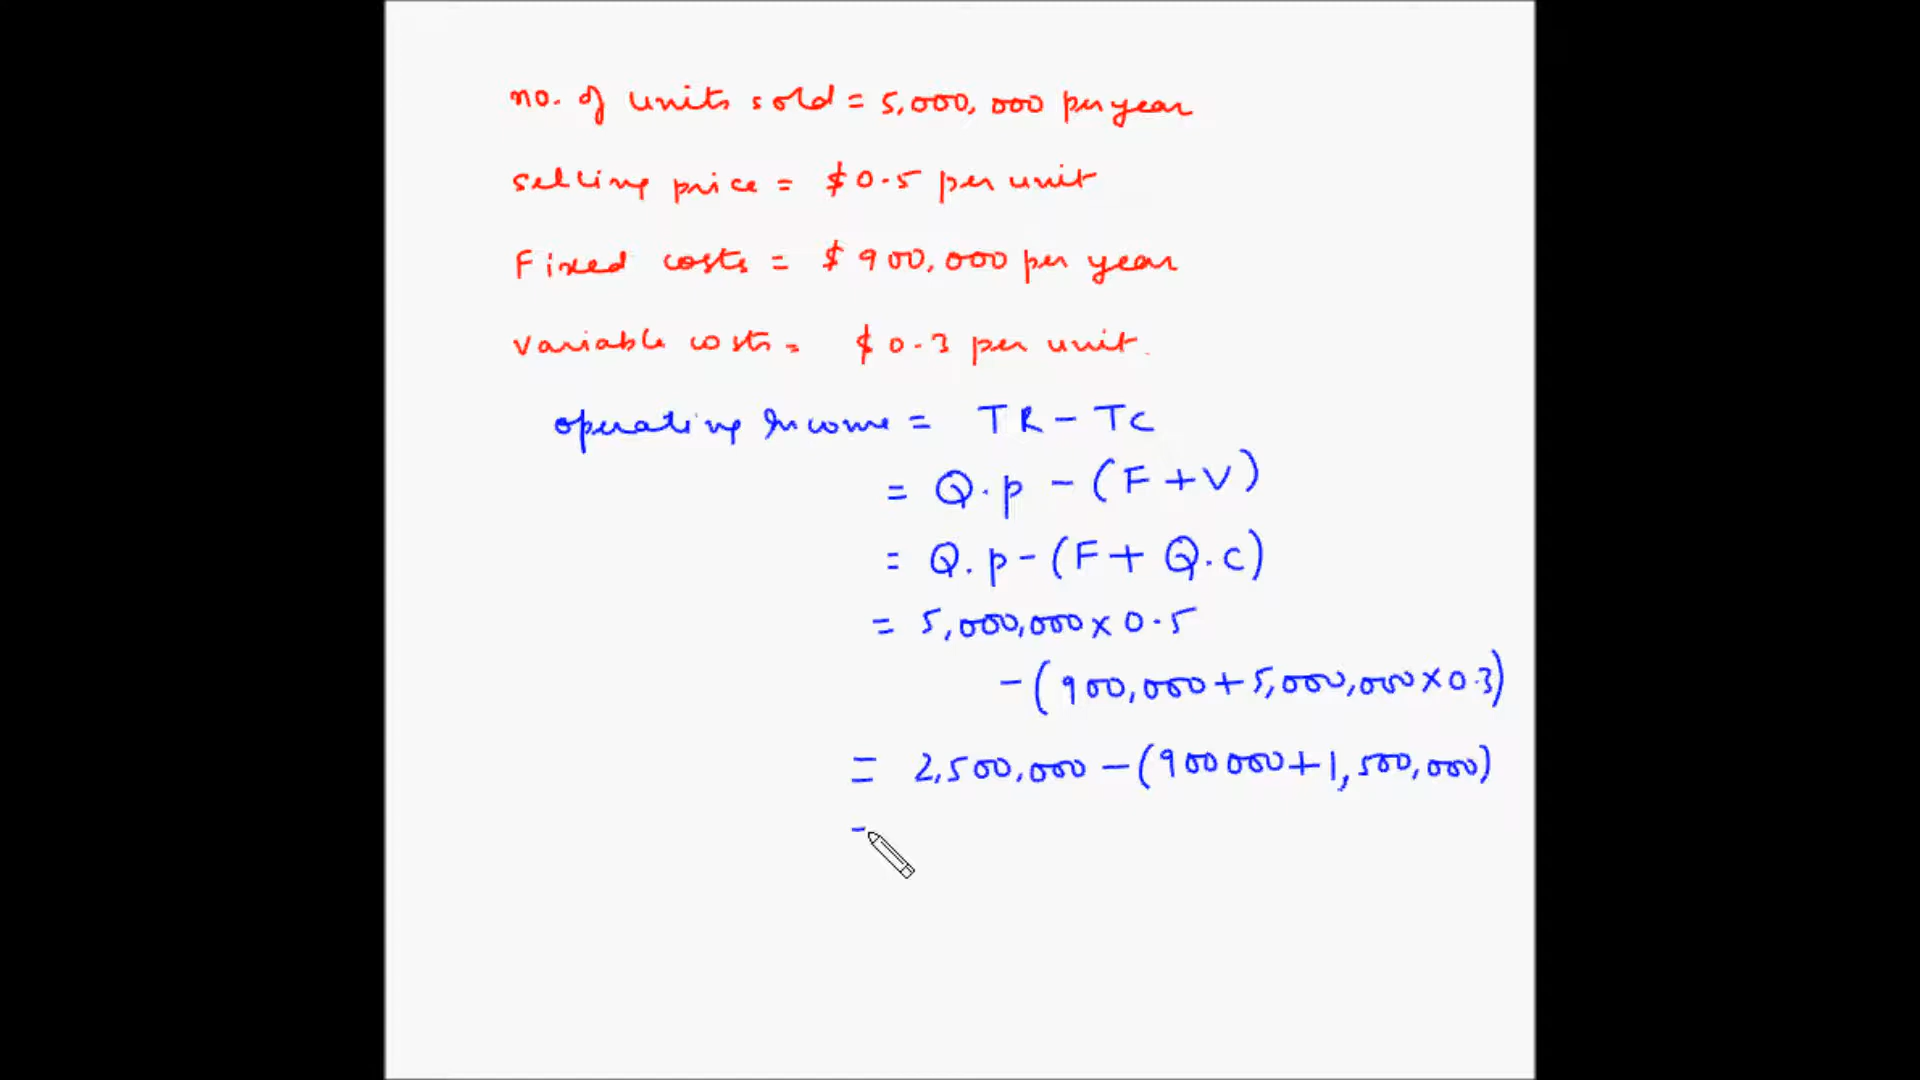 no. of units sold = 5,000,000 per year
selling price = $0.5 per unit
Fixed costs = $900,000 per year
variable costs = $0.3 per unit.
operating Income = TR - TC
= Q.p - (F + V)
= Q.p - (F + Q.c)
= 5,000,000 x 0.5
- (900,000 + 5,000,000 x 0.3)
= 2,500,000 - (900000 + 1,500,000)
-